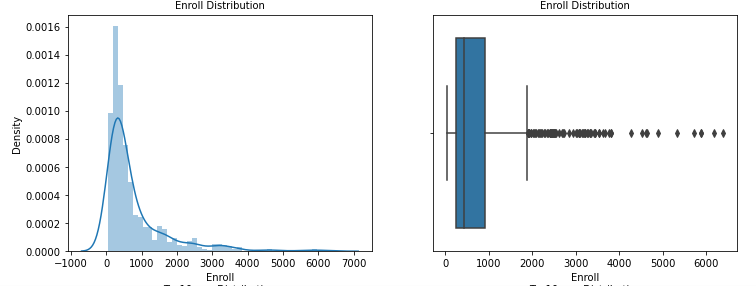 Enroll Distribution
0.0016
0.0014
0.0012
0.0010
0.0008
0.0006
0.0004
0.0002
0.0000
Density
−1000 0 1000 2000 3000 4000 5000 6000 7000
Enroll
Enroll Distribution
0 1000 2000 3000 4000 5000 6000
Enroll